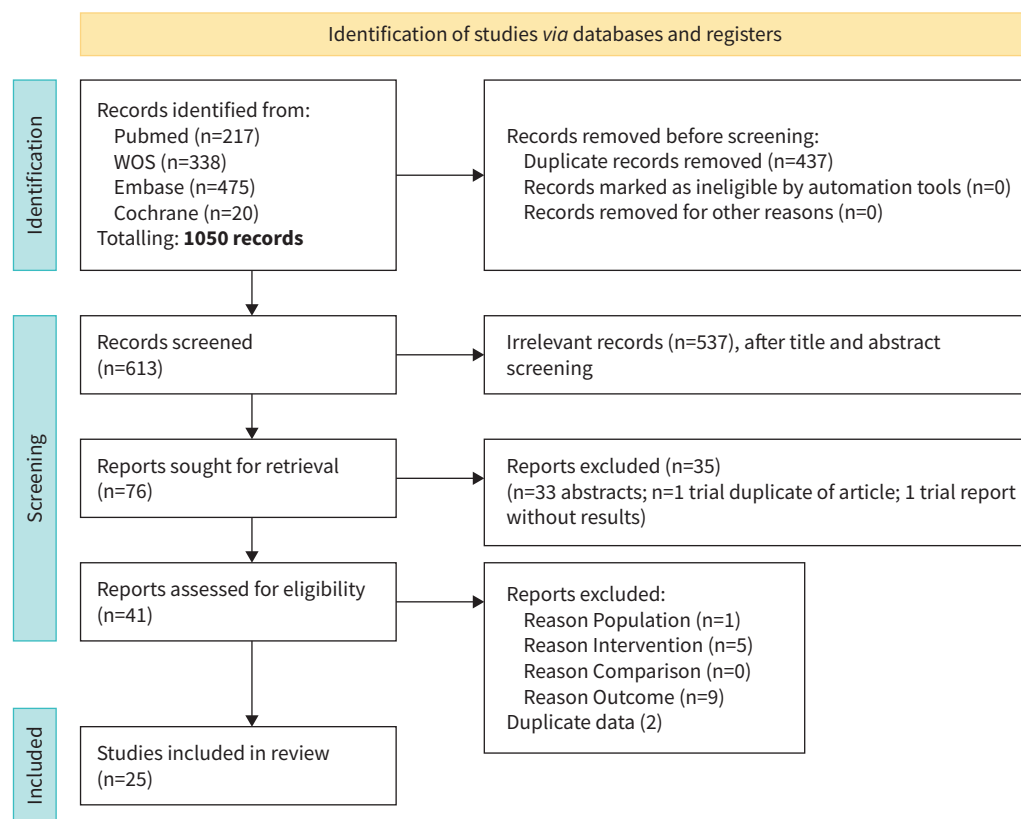 Identification of studies via databases and registers
Identification
Records identified from:
Pubmed (n=217)
WOS (n=338)
Embase (n=475)
Cochrane (n=20)
Totalling: 1050 records
Records removed before screening:
Duplicate records removed (n=437)
Records marked as ineligible by automation tools (n=0)
Records removed for other reasons (n=0)
Screening
Records screened
(n=613)
Irrelevant records (n=537), after title and abstract
screening
Reports sought for retrieval
(n=76)
Reports excluded (n=35)
(n=33 abstracts; n=1 trial duplicate of article; 1 trial report
without results)
Reports assessed for eligibility
(n=41)
Reports excluded:
Reason Population (n=1)
Reason Intervention (n=5)
Reason Comparison (n=0)
Reason Outcome (n=9)
Duplicate data (2)
Included
Studies included in review
(n=25)